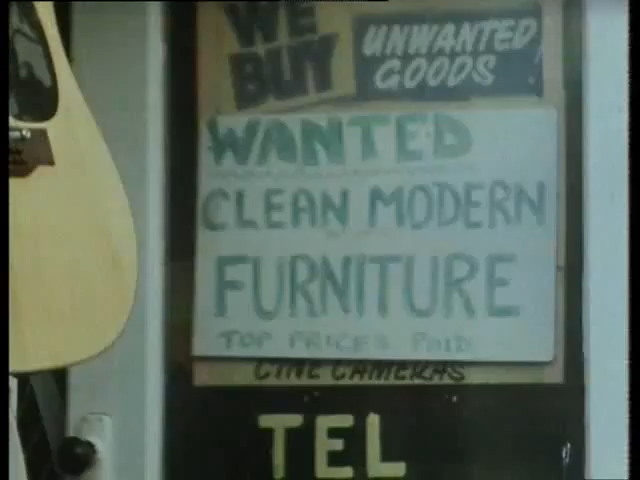 WE BUY
UNWANTED GOODS
WANTED
CLEAN MODERN
FURNITURE
TOP PRICES PAID
CINE CAMERAS
TEL